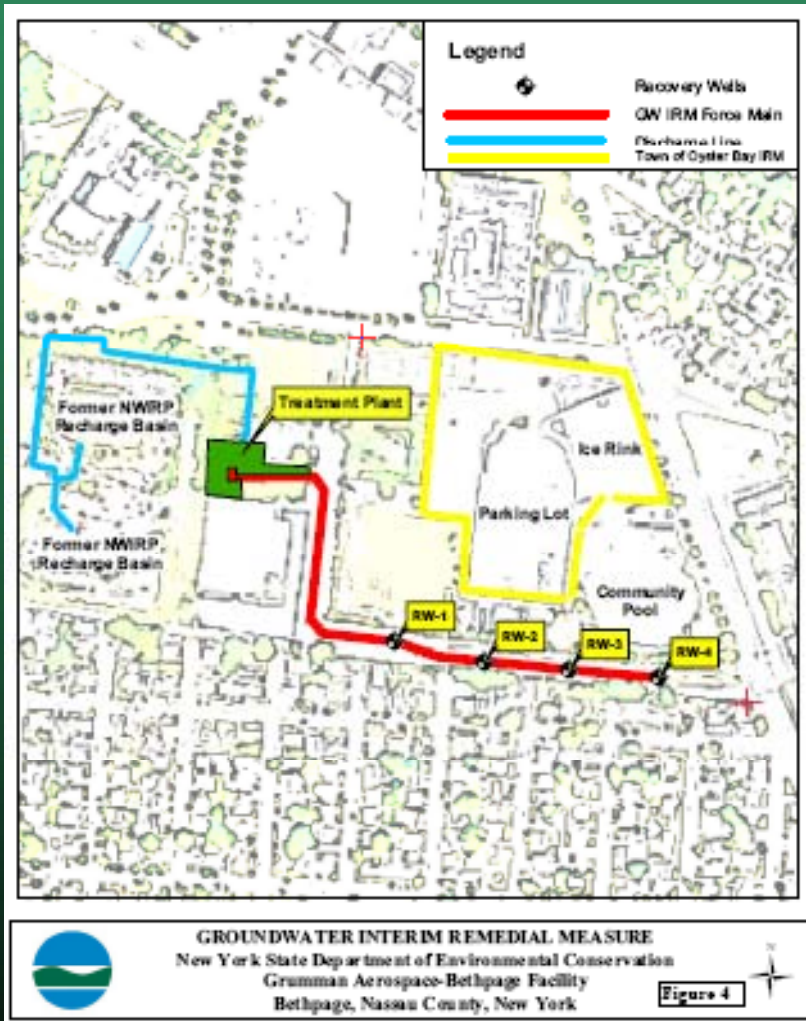 Legend
Recovery Wells
GW IRM Force Main
Discharge Line
Town of Oyster Bay IRM
Former NWIRP
Recharge Basin
Treatment Plant
Ice Rink
Parking Lot
Former NWIRP
Recharge Basin
Community
Pool
RW-1
RW-2
RW-3
RW-4
GROUNDWATER INTERIM REMEDIAL MEASURE
New York State Department of Environmental Conservation
Grumman Aerospace-Bethpage Facility
Bethpage, Nassau County, New York
Figure 4
N